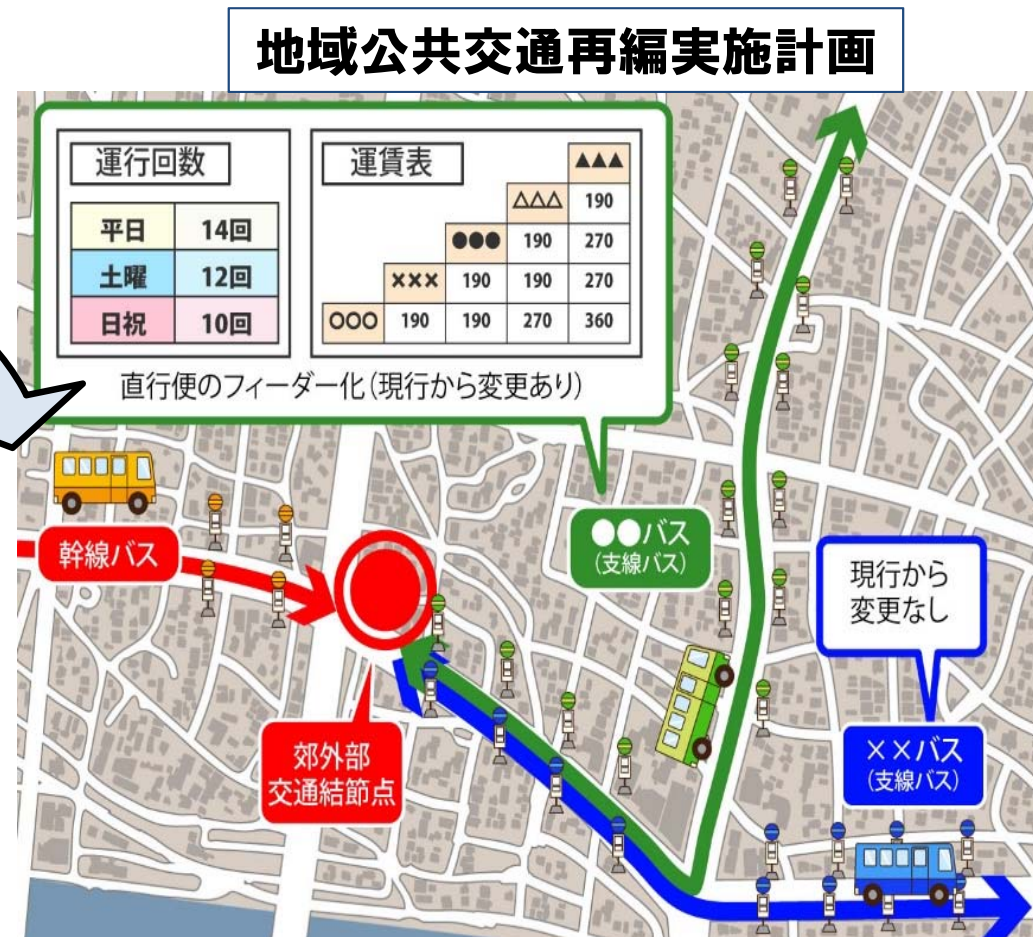 地域公共交通再編実施計画
運行回数
平日 14回
土曜 12回
日祝 10回
運賃表
▲▲▲
△△△ 190
●●● 190 270
××× 190 190 270
○○○ 190 190 270 360
直行便のフィーダー化(現行から変更あり)
幹線バス
●●バス
(支線バス)
現行から
変更なし
郊外部
交通結節点
××バス
(支線バス)